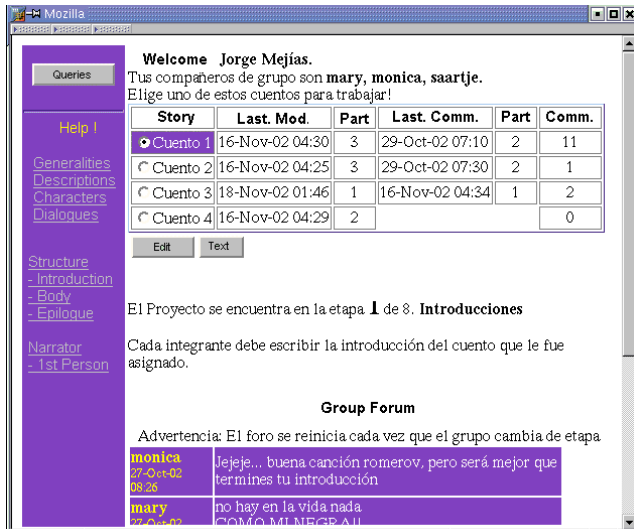 Mozilla
Queries
Help !
Generalities
Descriptions
Characters
Dialogues
Structure
- Introduction
- Body
- Epilogue
Narrator
- 1st Person
Welcome Jorge Mejías.
Tus compañeros de grupo son mary, monica, saartje.
Elige uno de estos cuentos para trabajar!
Story Last. Mod. Part Last. Comm. Part Comm.
Cuento 1 16-Nov-02 04:30 3 29-Oct-02 07:10 2 11
Cuento 2 16-Nov-02 04:25 3 29-Oct-02 07:30 2 1
Cuento 3 18-Nov-02 01:46 1 16-Nov-02 04:34 1 2
Cuento 4 16-Nov-02 04:29 2 0
Edit Text
El Proyecto se encuentra en la etapa 1 de 8. Introducciones
Cada integrante debe escribir la introducción del cuento que le fue
asignado.
Group Forum
Advertencia: El foro se reinicia cada vez que el grupo cambia de etapa
monica
27-Oct-02
08:26
Jejeje... buena canción romerov, pero será mejor que
termines tu introducción
mary
27-Oct-02
no hay en la vida nada
COMO MI NEGRA!!